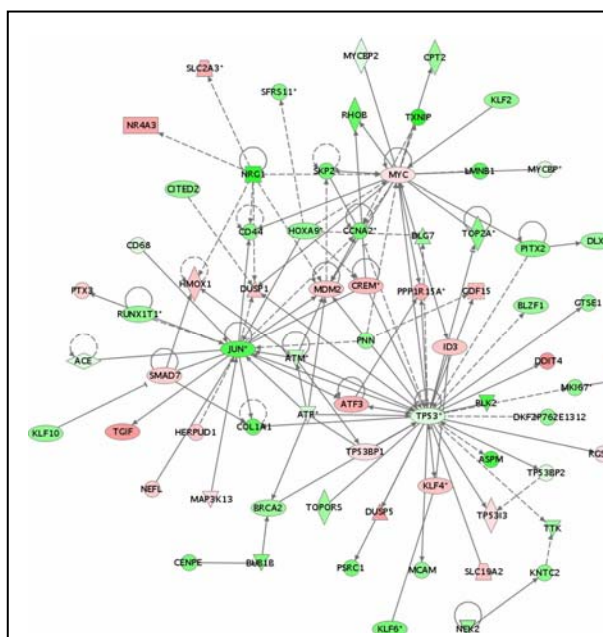 MYCBP2
CPT2
SLC2A3*
SFRS11*
RHOB
TXNIP
KLF2
NR4A3
NRG1
SKP2*
MYC
LMNB1
MYCBP*
CITED2
CD44
HOXA9*
CCNA2*
DLG7
TOP2A*
PITX2
DLX
CD68
HMOX1
DUSP1
MDM2
CREM*
PPP1R15A*
GDF15
PTX3
RUNX1T1*
BLZF1
GTSE1
JUN*
PNN
ID3
ACE
ATM*
DDIT4
SMAD7
MKI67*
ATF3
ATR*
TP53*
DKFZP762E1312
KLF10
TGIF
HERPUD1
COL1A1
TP53BP1
ASPM
TP53BP2
RGS
NEFL
MAP3K13
KLF4*
BRCA2
TOPORS
DUSP5
TP53I3
TTK
CENPE
BUB1B
PSRC1
MCAM
SLC19A2
KNTC2
KLF6*
NEK2